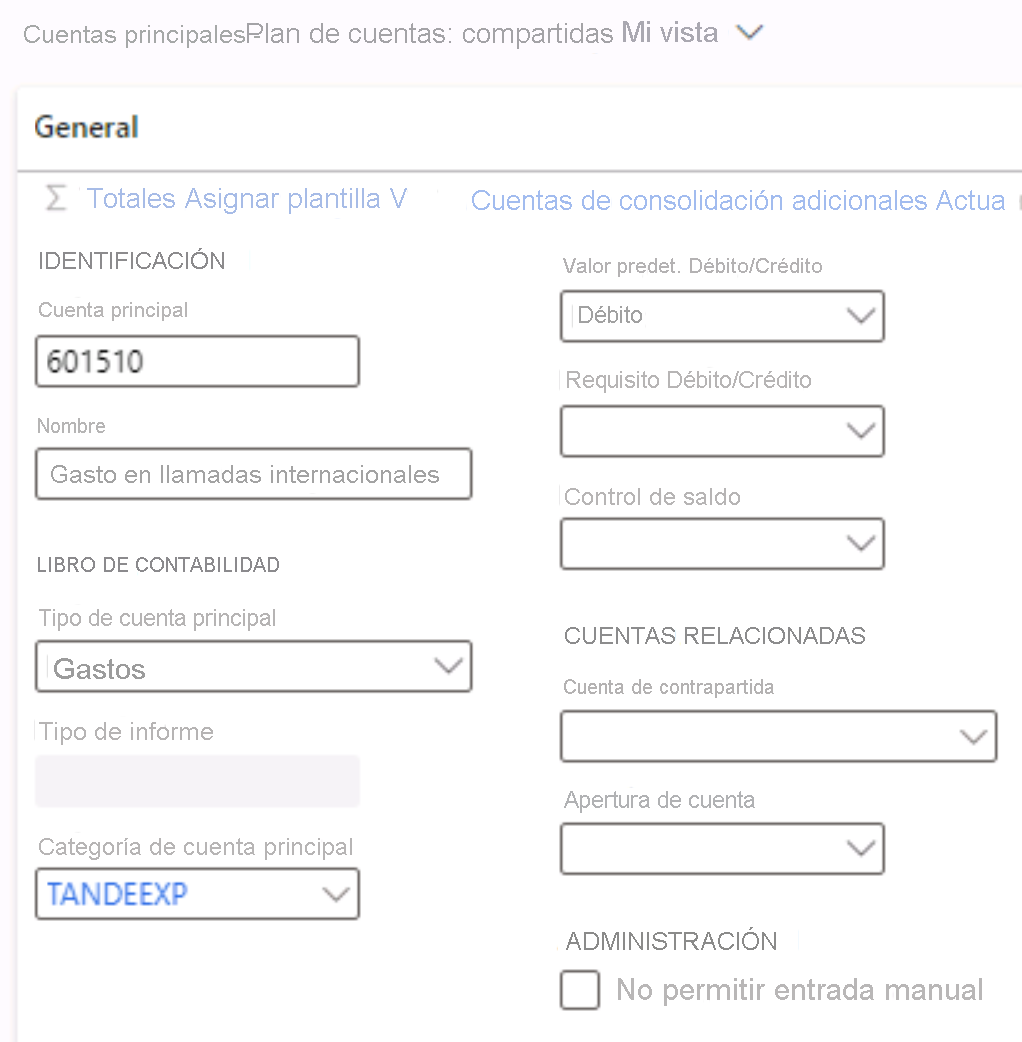 Cuentas principalesPlan de cuentas: compartidas Mi vista
General
Σ Totales Asignar plantilla V
Cuentas de consolidación adicionales Actua
IDENTIFICACIÓN
Cuenta principal
601510
Nombre
Gasto en llamadas internacionales
LIBRO DE CONTABILIDAD
Tipo de cuenta principal
Gastos
Tipo de informe
Categoría de cuenta principal
TANDEEXP
Valor predet. Débito/Crédito
Débito
Requisito Débito/Crédito
Control de saldo
CUENTAS RELACIONADAS
Cuenta de contrapartida
Apertura de cuenta
ADMINISTRACIÓN
No permitir entrada manual